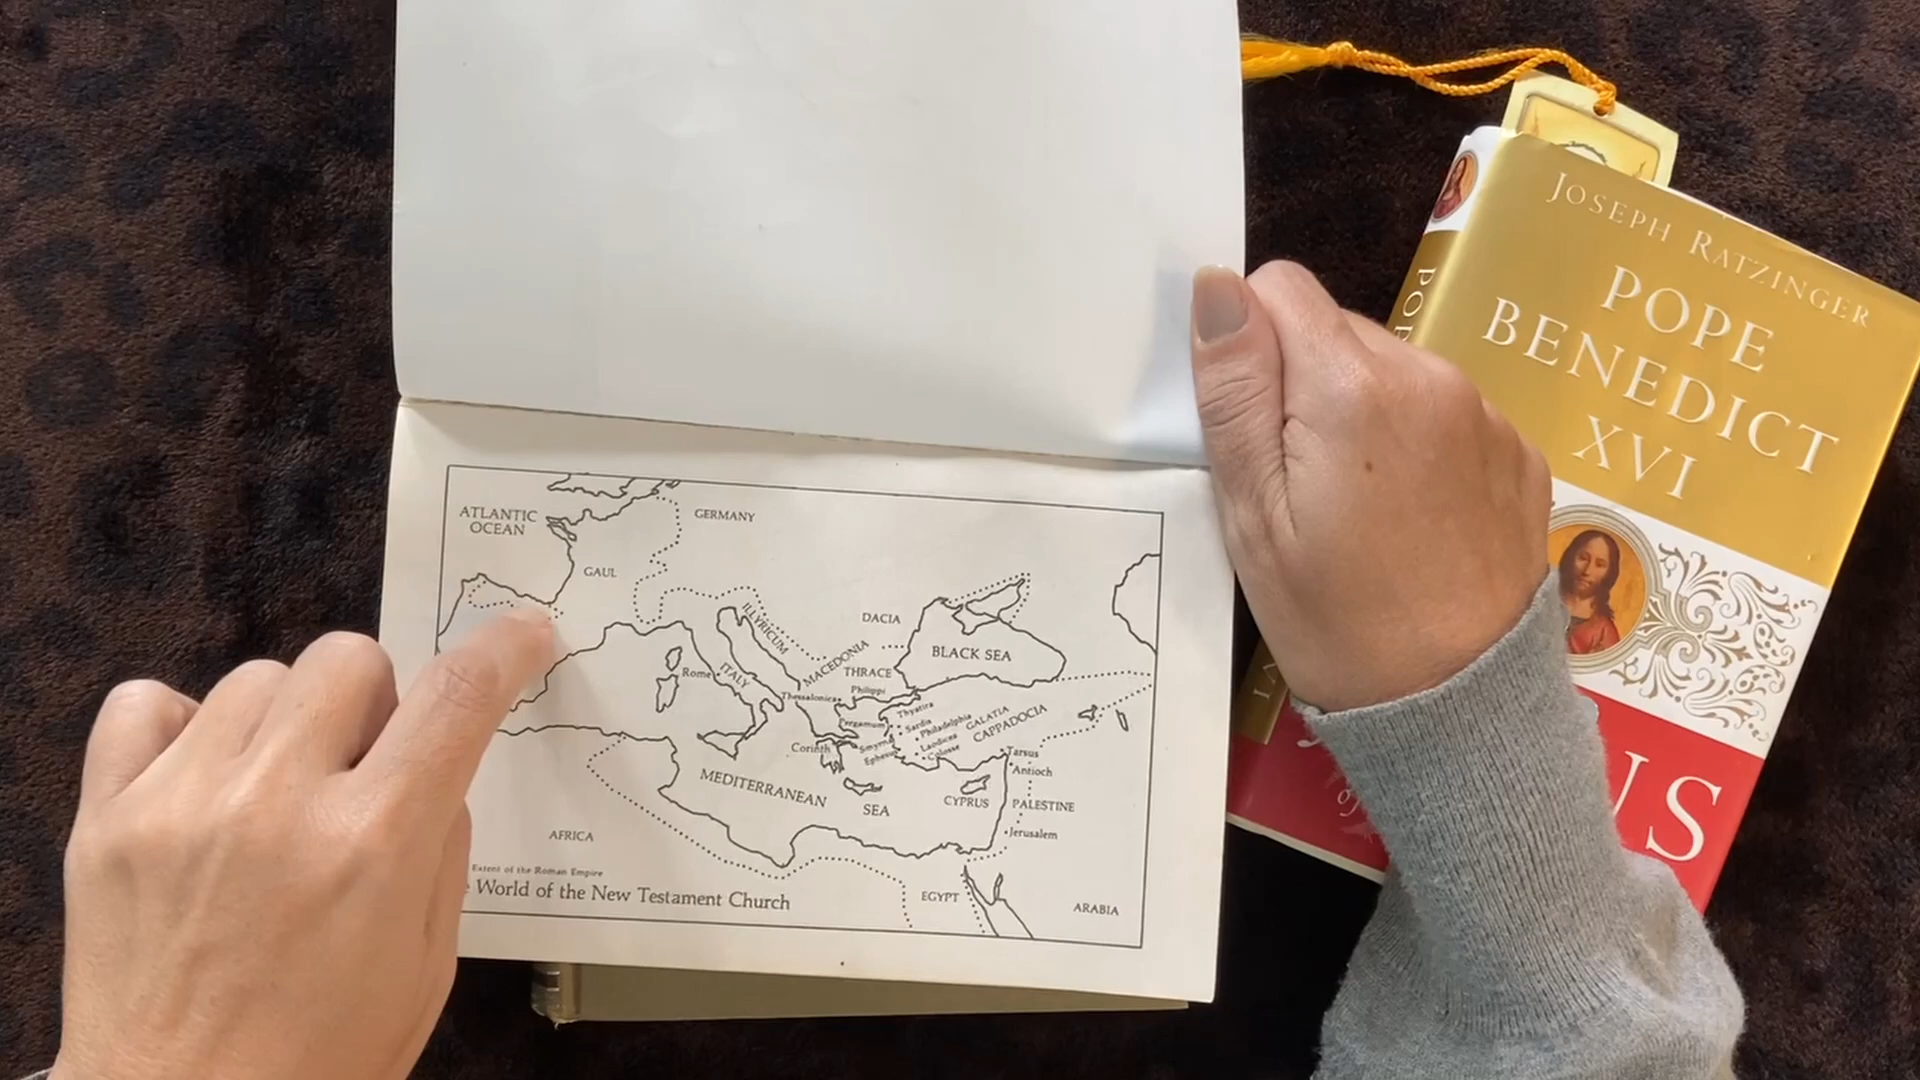 ATLANTIC
OCEAN
GERMANY
GAUL
ILLYRICUM
DACIA
MACEDONIA
BLACK SEA
THRACE
Rome
ITALY
Philippi
Thessalonica
Thyatira
Pergamum
Sardis
Philadelphia
GALATIA
CAPPADOCIA
Smyrna
Laodicea
Colosse
Corinth
Ephesus
Tarsus
Antioch
MEDITERRANEAN
SEA
CYPRUS
PALESTINE
Jerusalem
AFRICA
Extent of the Roman Empire
World of the New Testament Church
EGYPT
ARABIA
JOSEPH RATZINGER
POPE
BENEDICT
XVI
of